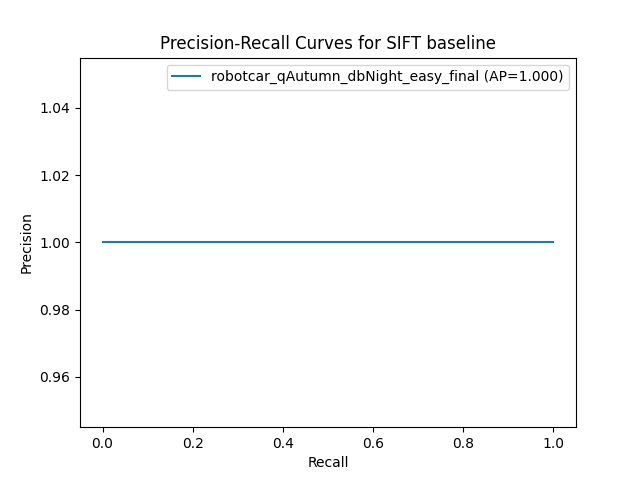 Precision-Recall Curves for SIFT baseline
robotcar_qAutumn_dbNight_easy_final (AP=1.000)
1.04
1.02
1.00
0.98
0.96
Precision
0.0 0.2 0.4 0.6 0.8 1.0
Recall